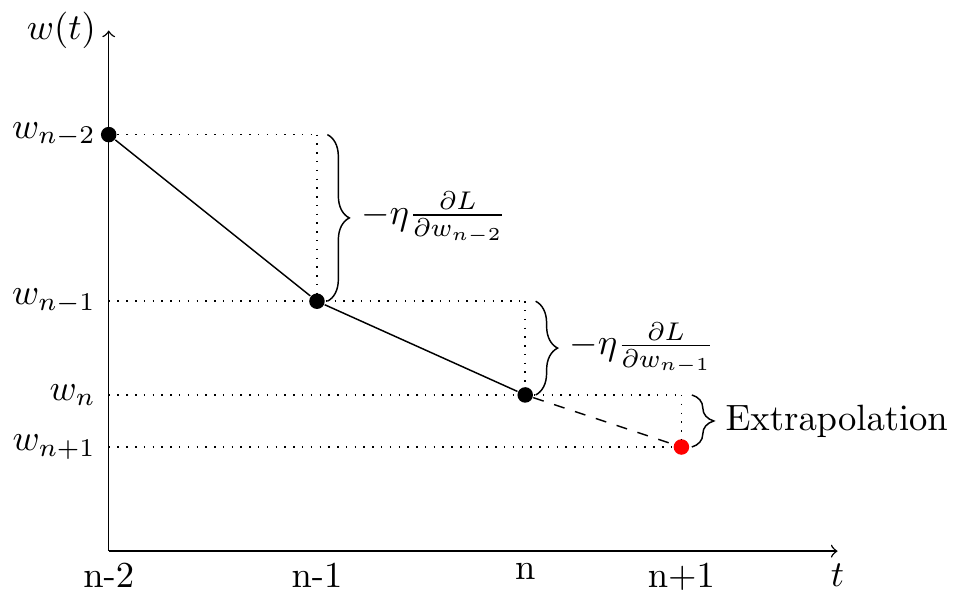 w(t)
w_{n-2}
-η ∂L/∂w_{n-2}
w_{n-1}
-η ∂L/∂w_{n-1}
w_n
Extrapolation
w_{n+1}
n-2 n-1 n n+1 t